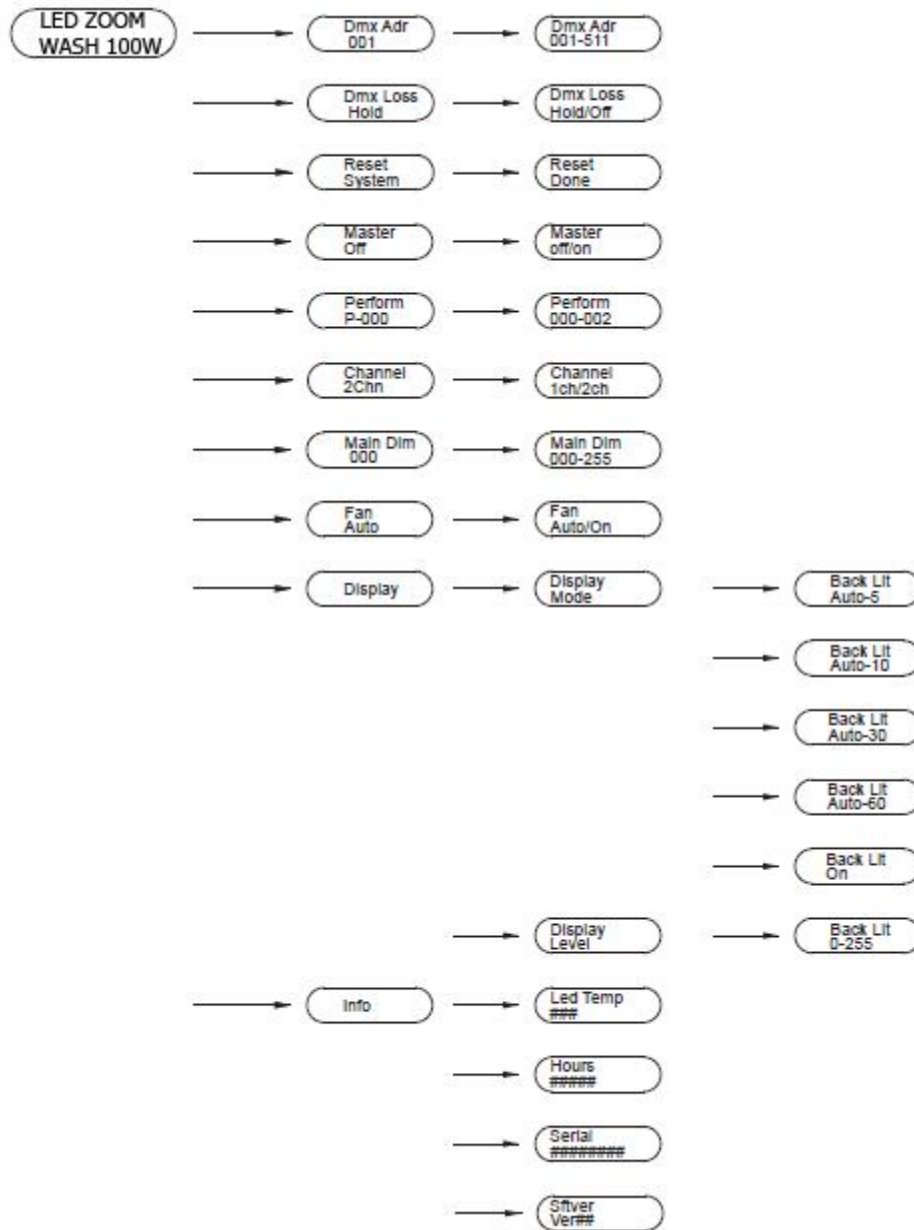 LED ZOOM
WASH 100W
Dmx Adr
001
Dmx Adr
001-511
Dmx Loss
Hold
Dmx Loss
Hold/Off
Reset
System
Reset
Done
Master
Off
Master
off/on
Perform
P-000
Perform
000-002
Channel
2Chn
Channel
1ch/2ch
Main Dim
000
Main Dim
000-255
Fan
Auto
Fan
Auto/On
Display
Display
Mode
Back Lit
Auto-5
Back Lit
Auto-10
Back Lit
Auto-30
Back Lit
Auto-60
Back Lit
On
Display
Level
Back Lit
0-255
Info
Led Temp
###
Hours
#####
Serial
########
Sftver
Ver##